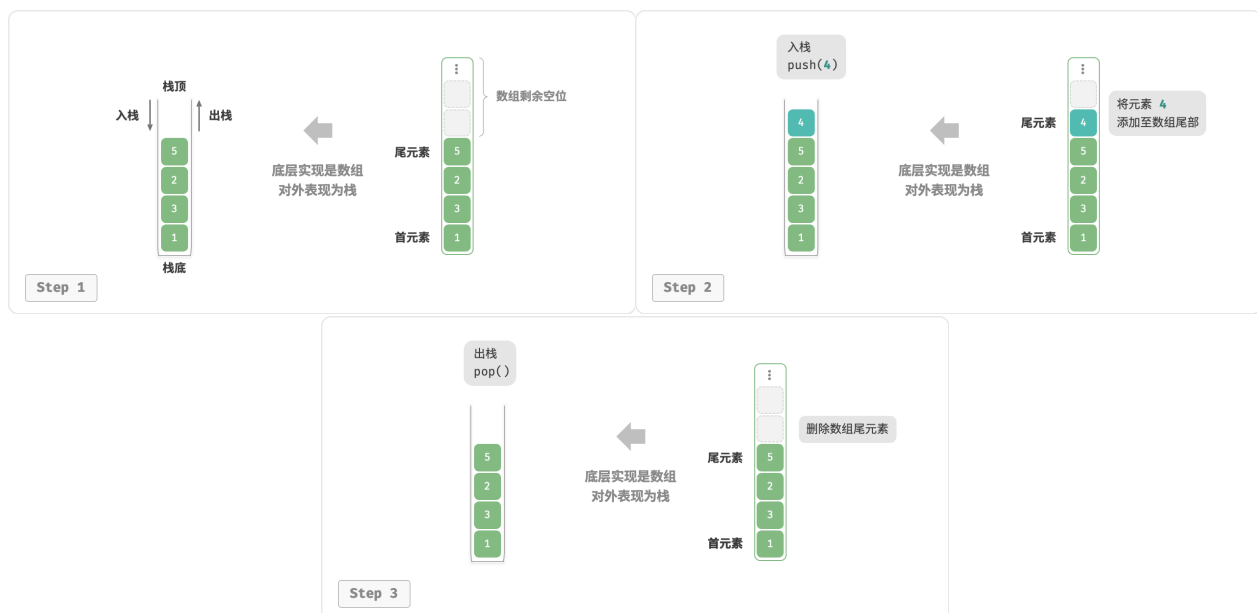 栈顶
入栈
出栈
5
2
3
1
栈底
底层实现是数组
对外表现为栈
⋮
数组剩余空位
尾元素
5
2
3
首元素
1
Step 1
入栈
push(4)
4
5
2
3
1
底层实现是数组
对外表现为栈
⋮
尾元素
4
将元素 4
添加至数组尾部
5
2
3
首元素
1
Step 2
出栈
pop()
5
2
3
1
底层实现是数组
对外表现为栈
⋮
删除数组尾元素
尾元素
5
2
3
首元素
1
Step 3